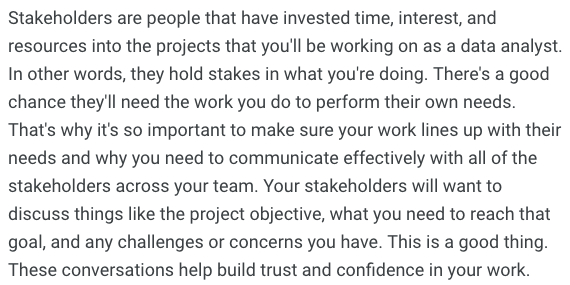 Stakeholders are people that have invested time, interest, and
resources into the projects that you'll be working on as a data analyst.
In other words, they hold stakes in what you're doing. There's a good
chance they'll need the work you do to perform their own needs.
That's why it's so important to make sure your work lines up with their
needs and why you need to communicate effectively with all of the
stakeholders across your team. Your stakeholders will want to
discuss things like the project objective, what you need to reach that
goal, and any challenges or concerns you have. This is a good thing.
These conversations help build trust and confidence in your work.